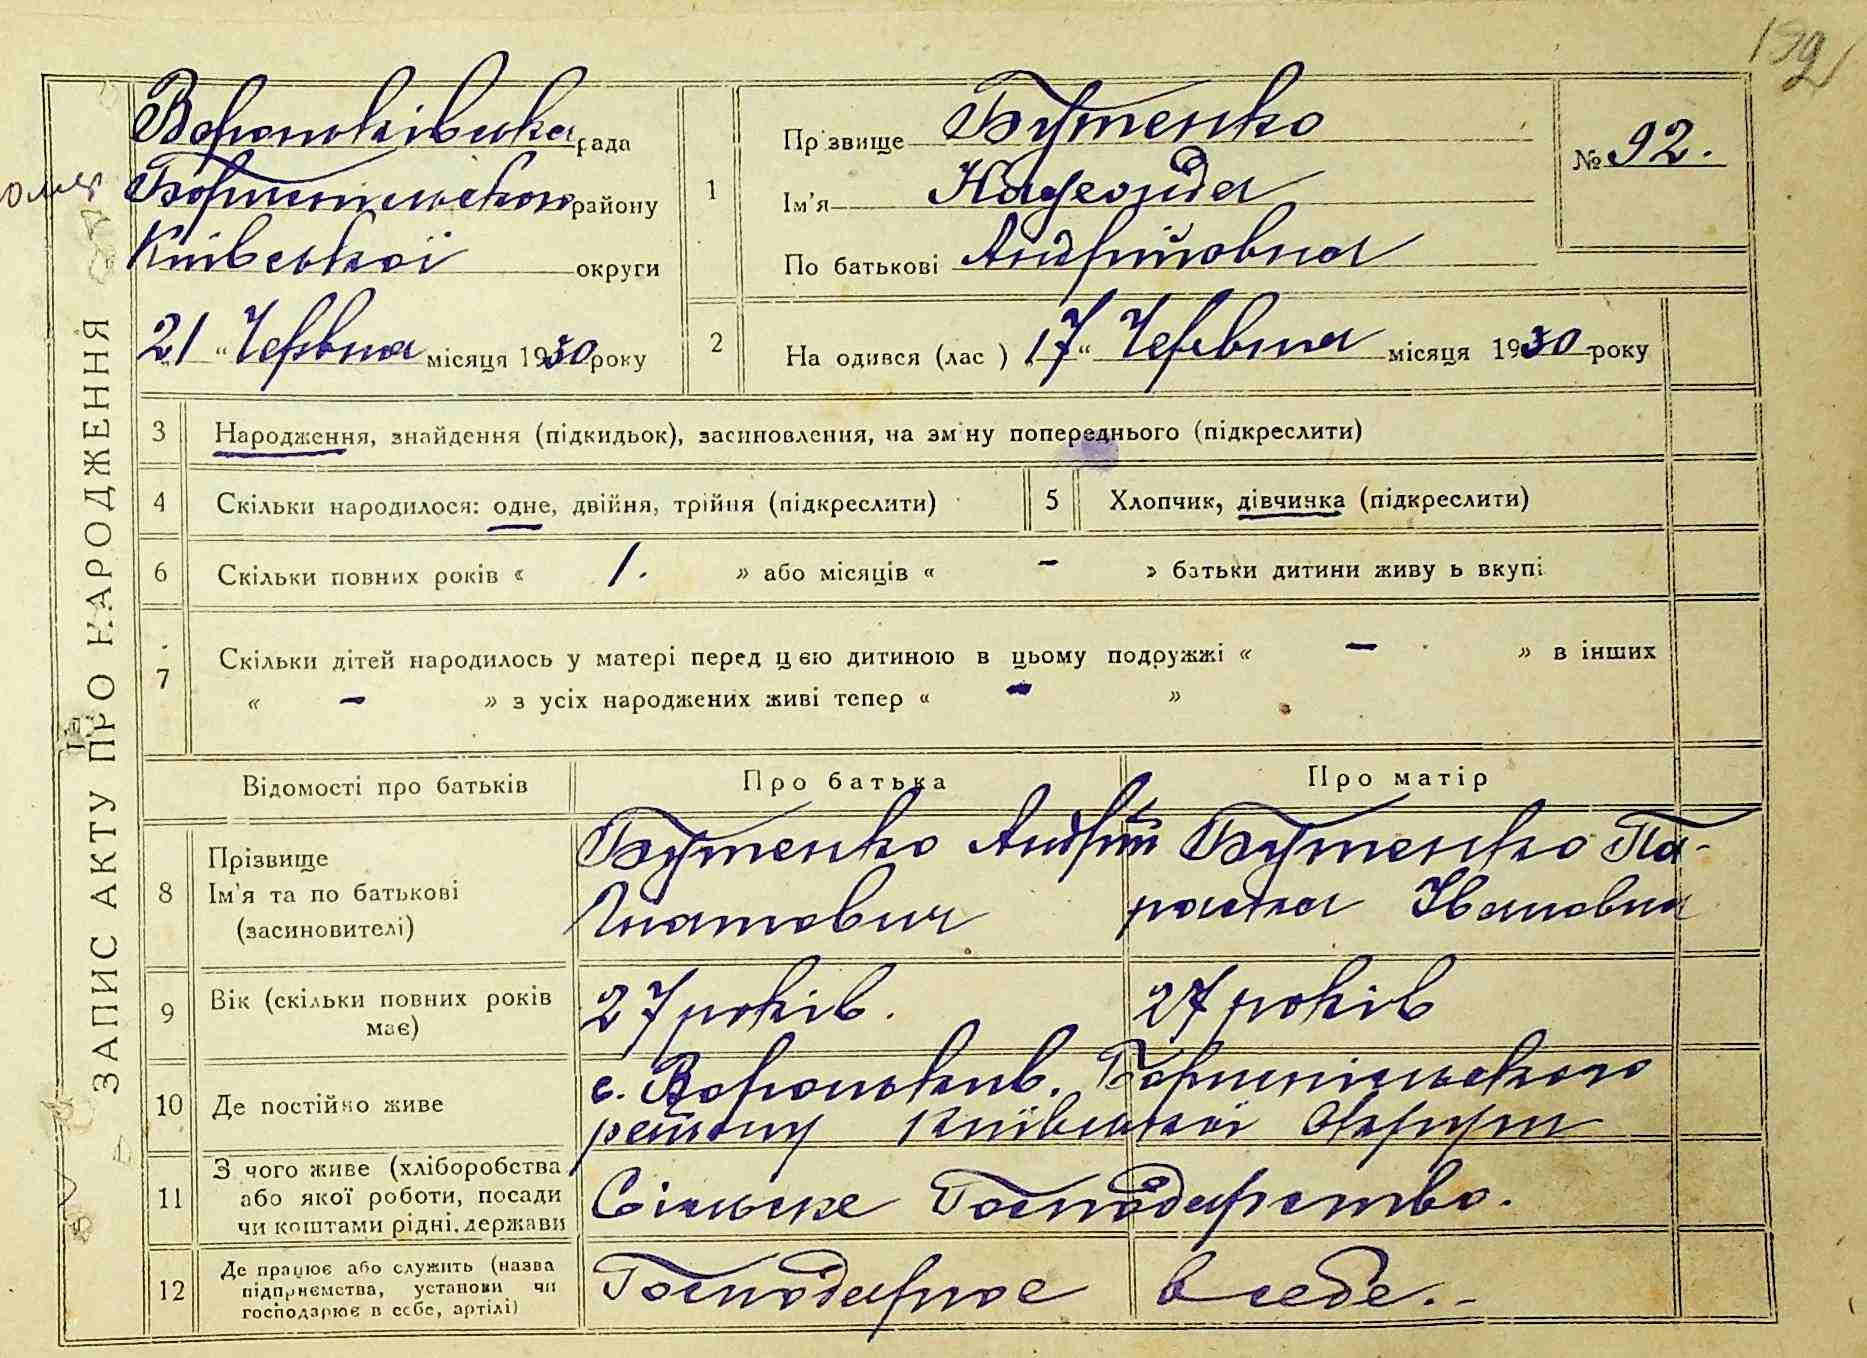 192
ЗАПИС АКТУ ПРО НАРОДЖЕННЯ
Вороньківська рада
Бориспільського району
Київської округи
„21“ Червня місяця 1930 року
1
Прізвище Бутенко
Ім'я Надежда
По батькові Андріївна
№ 92.
2
На одився (лас ) „17“ Червня місяця 1930 року
3 Народження, знайдення (підкидьок), засиновлення, на зм ну попереднього (підкреслити)
4 Скільки народилося: одне, двійня, трійня (підкреслити)
5 Хлопчик, дівчинка (підкреслити)
6 Скільки повних років « 1. » або місяців « - » батьки дитини живу ь вкупі
7 Скільки дітей народилось у матері перед цією дитиною в цьому подружжі « - » в інших
« - » з усіх народжених живі тепер « - »
Відомості про батьків Про батька Про матір
8 Прізвище
Ім'я та по батькові
(засиновителі)
Бутенко Андрій
Гнатович
Бутенко Па-
раска Ивановна
9 Вік (скільки повних років
має)
27 років.
27 років
10 Де постійно живе
с. Вороньків. Бориспільського
району Київської Округи
11 З чого живе (хліборобства
або якої роботи, посади
чи коштами рідні, держави
Сільське Господарство.
12 Де працює або служить (назва
підприємства, установи чи
господарює в себе, артілі)
Господарює в себе.-